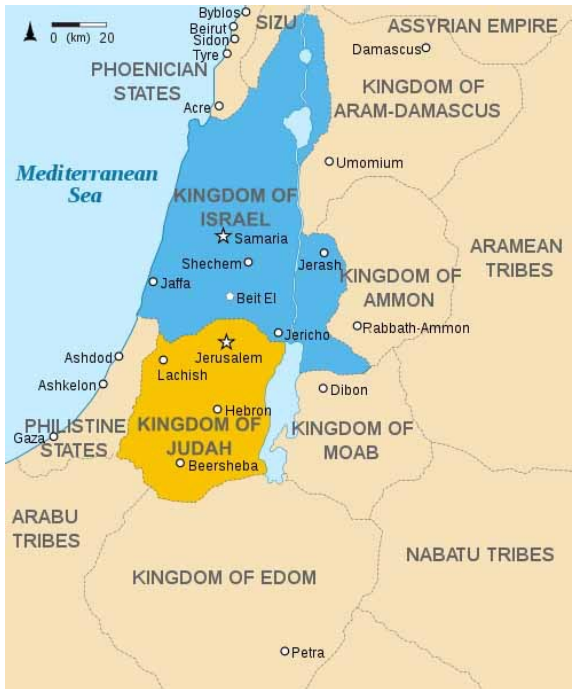 Byblos
Beirut
Sidon
Tyre
SIZU
ASSYRIAN EMPIRE
0 (km) 20
Damascus
PHOENICIAN
STATES
KINGDOM OF
ARAM-DAMASCUS
Acre
Umomium
Mediterranean
Sea
KINGDOM OF
ISRAEL
Samaria
Shechem
Jerash
ARAMEAN
TRIBES
KINGDOM OF
AMMON
Jaffa
Beit El
Rabbath-Ammon
Jericho
Jerusalem
Ashdod
Lachish
Ashkelon
Dibon
Hebron
PHILISTINE
STATES
KINGDOM OF
JUDAH
KINGDOM OF
MOAB
Gaza
Beersheba
ARABU
TRIBES
NABATU TRIBES
KINGDOM OF EDOM
Petra